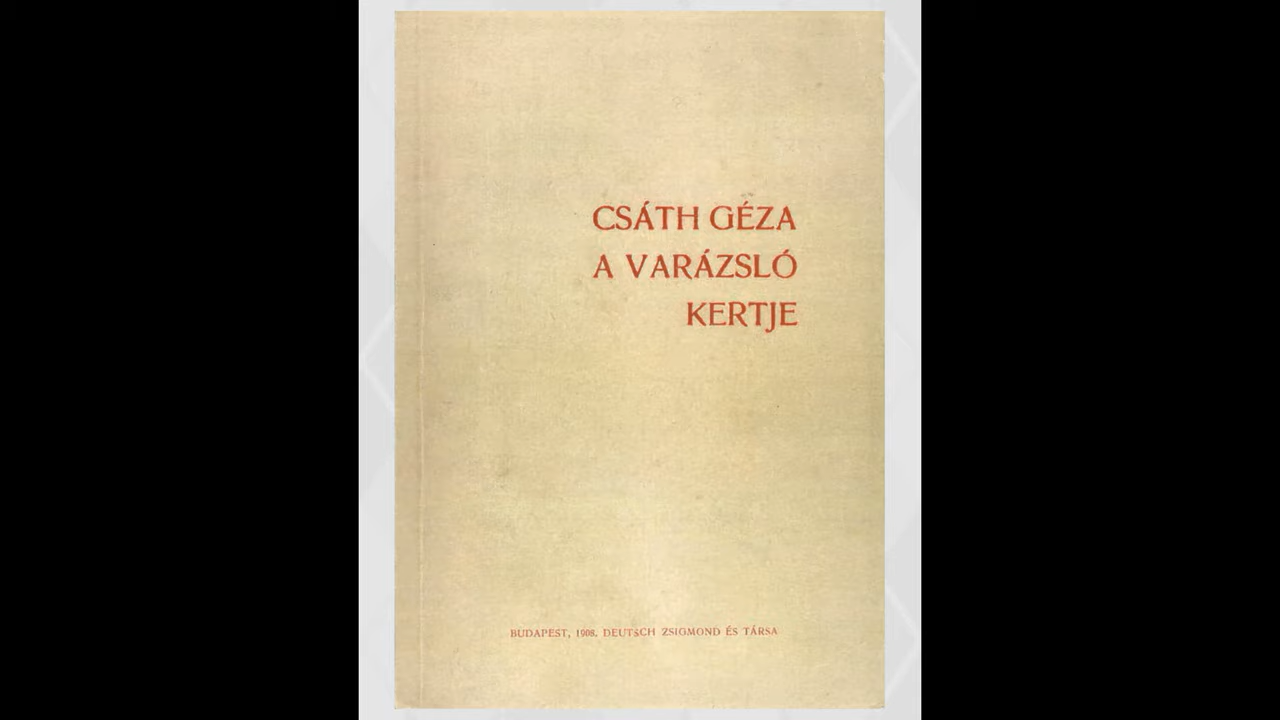 CSÁTH GÉZA
A VARÁZSLÓ
KERTJE
BUDAPEST, 1908. DEUTSCH ZSIGMOND ÉS TÁRSA